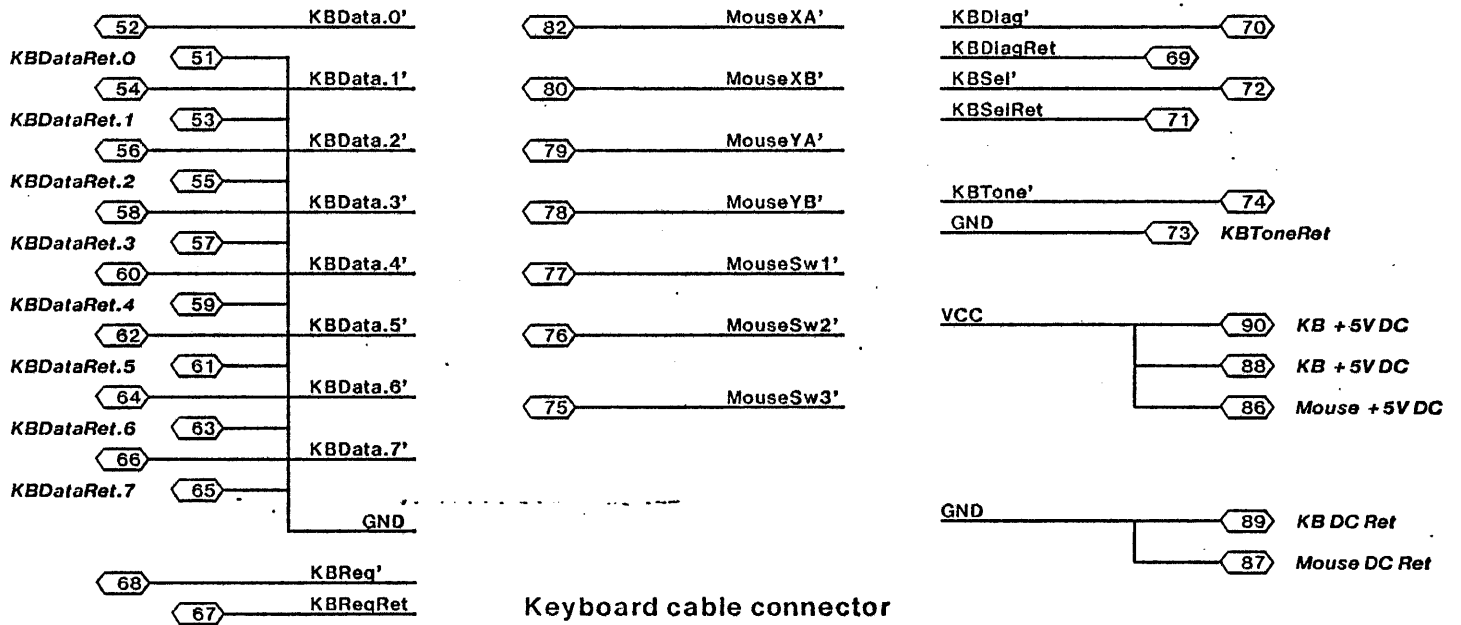 52 KBData.0'
KBDataRet.0 51
54 KBData.1'
KBDataRet.1 53
56 KBData.2'
KBDataRet.2 55
58 KBData.3'
KBDataRet.3 57
60 KBData.4'
KBDataRet.4 59
62 KBData.5'
KBDataRet.5 61
64 KBData.6'
KBDataRet.6 63
66 KBData.7'
KBDataRet.7 65
GND
68 KBReq'
67 KBReqRet
82 MouseXA'
80 MouseXB'
79 MouseYA'
78 MouseYB'
77 MouseSw1'
76 MouseSw2'
75 MouseSw3'
KBDiag' 70
KBDiagRet 69
KBSel' 72
KBSelRet 71
KBTone' 74
GND 73 KBToneRet
VCC 90 KB +5V DC
88 KB +5V DC
86 Mouse +5V DC
GND 89 KB DC Ret
87 Mouse DC Ret
Keyboard cable connector